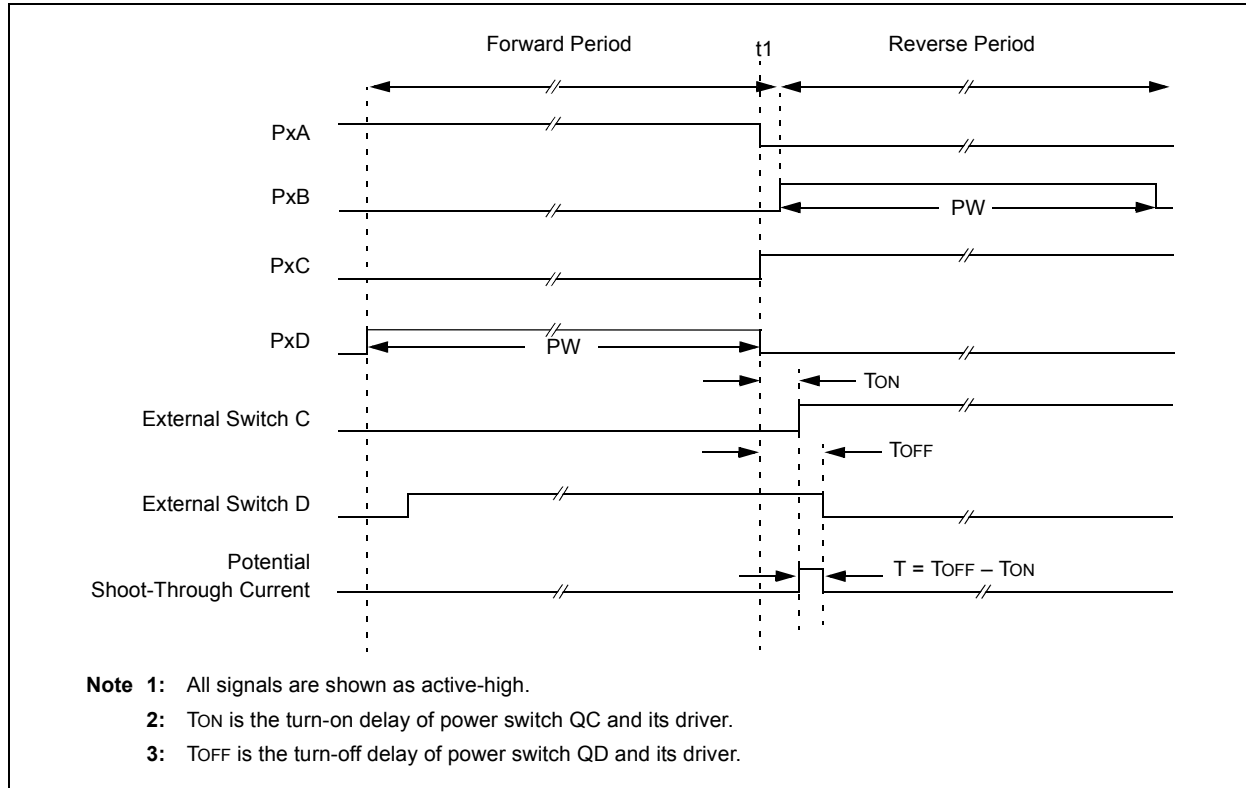 Forward Period
t1
Reverse Period
PxA
PxB
PW
PxC
PxD
PW
TON
External Switch C
TOFF
External Switch D
Potential
Shoot-Through Current
T = TOFF – TON
Note 1: All signals are shown as active-high.
2: TON is the turn-on delay of power switch QC and its driver.
3: TOFF is the turn-off delay of power switch QD and its driver.